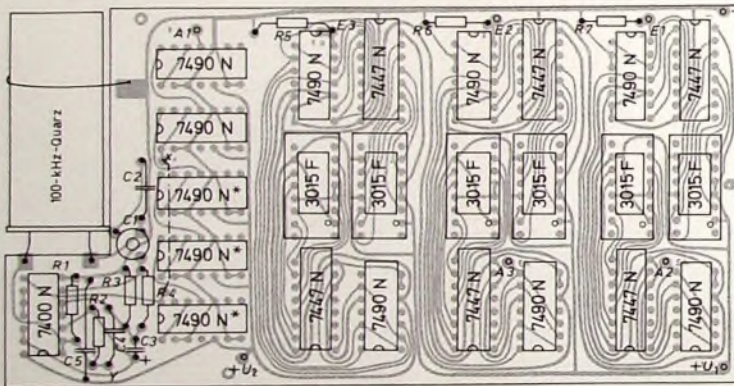 A1
R5
E3
R6
E2
R7
E1
7490 N
7490 N
7447 N
7490 N
7447 N
7490 N
7447 N
100-kHz-Quarz
7490 N
C2
7490 N*
3015 F
3015 F
3015 F
3015 F
3015 F
3015 F
C1
7490 N*
R1
R2
R3
R4
7400 N
7490 N*
7447 N
7490 N
7447 N
A3
7490 N
7447 N
A2
7490 N
C5
C4
C3
+
+U2
+U1